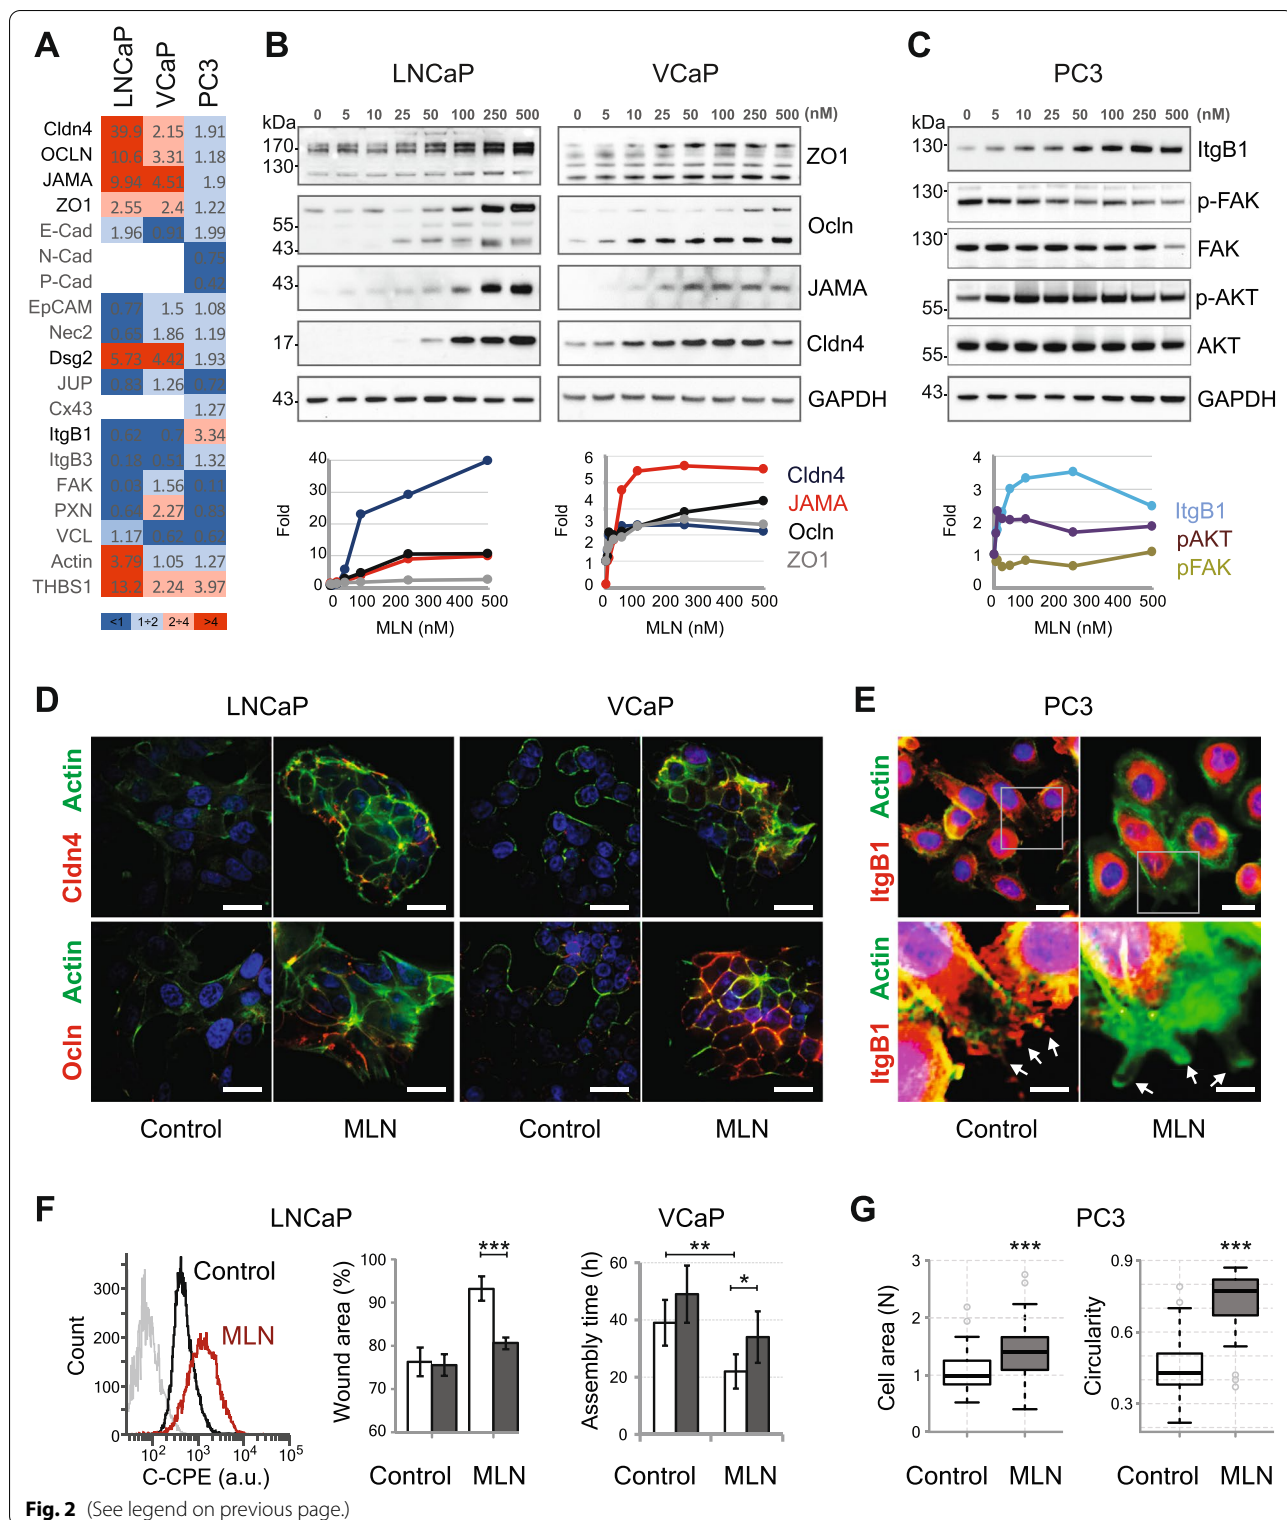 A
LNCaP
VCaP
PC3
Cldn4 39.9 2.15 1.91
OCLN 10.6 3.31 1.18
JAMA 9.94 4.51 1.9
ZO1 2.55 2.4 1.22
E-Cad 1.96 1.99
N-Cad
P-Cad
EpCAM 1.5 1.08
Nec2 1.86 1.19
Dsg2 5.73 4.42 1.93
JUP 1.26
Cx43 1.27
ItgB1 3.34
ItgB3 1.32
FAK 1.56
PXN 2.27
VCL 1.17
Actin 3.79 1.05 1.27
THBS1 13.2 2.24 3.97
<1 1÷2 2÷4 >4
B
LNCaP VCaP
0 5 10 25 50 100 250 500 0 5 10 25 50 100 250 500 (nM)
kDa
170
130
ZO1
55
43
Ocln
43
JAMA
17
Cldn4
43
GAPDH
40
30
20
10
0
Fold
0 100 200 300 400 500
MLN (nM)
6
5
4
3
2
1
0
Fold
0 100 200 300 400 500
MLN (nM)
Cldn4
JAMA
Ocln
ZO1
C
PC3
0 5 10 25 50 100 250 500 (nM)
kDa
130
ItgB1
130
p-FAK
130
FAK
55
p-AKT
55
AKT
43
GAPDH
4
3
2
1
0
Fold
0 100 200 300 400 500
MLN (nM)
ItgB1
pAKT
pFAK
D
LNCaP VCaP
Cldn4 Actin
Ocln Actin
Control MLN Control MLN
E
PC3
ItgB1 Actin
ItgB1 Actin
Control MLN
F
LNCaP VCaP
Count
300
200
100
0
Control
MLN
10² 10³ 10⁴ 10⁵
C-CPE (a.u.)
Wound area (%)
100
90
80
70
60
***
Control MLN
Assembly time (h)
60
40
20
0
**
*
Control MLN
G
PC3
Cell area (N)
3
2
1
0
***
Control MLN
Circularity
0.9
0.6
0.3
***
Control MLN
Fig. 2 (See legend on previous page.)